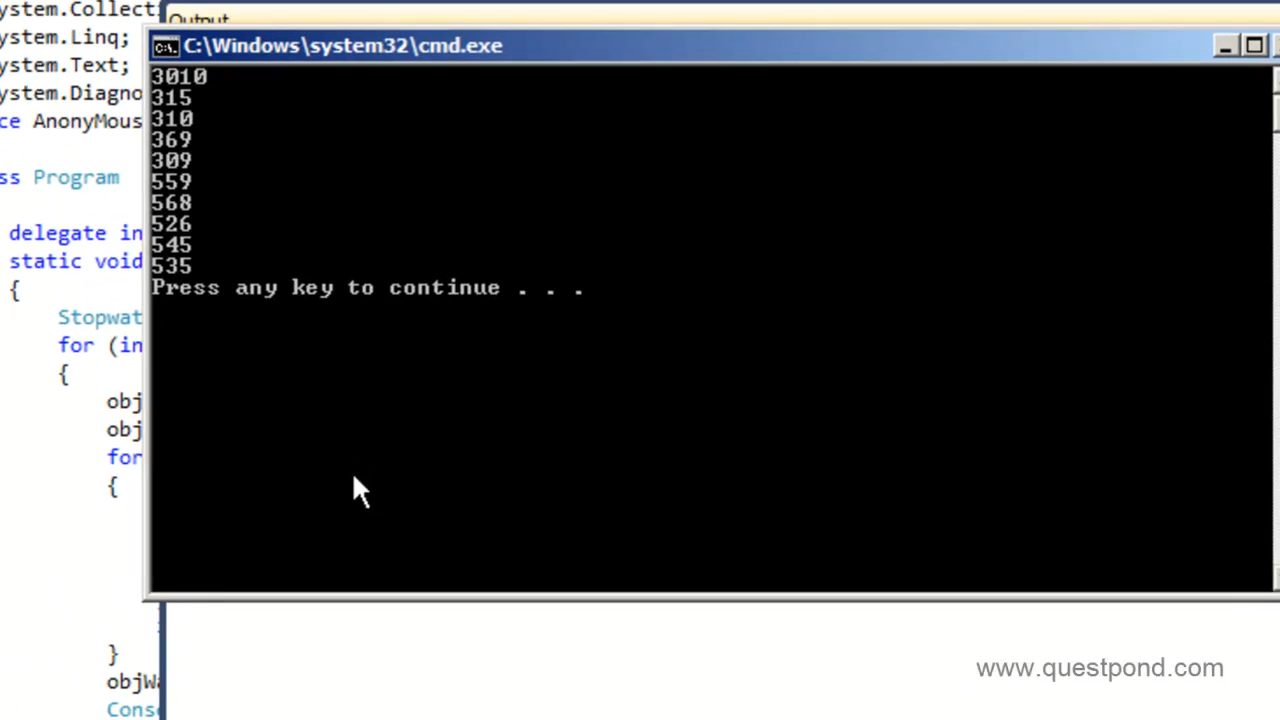 ystem.Collecti
Output
ystem.Linq;
ystem.Text;
ystem.Diagno
ce AnonyMous
ss Program
delegate in
static void
{
Stopwat
for (in
{
obj
obj
for
{
}
objWa
Conso
C:\Windows\system32\cmd.exe
3010
315
310
369
309
559
568
526
545
535
Press any key to continue . . .
www.questpond.com